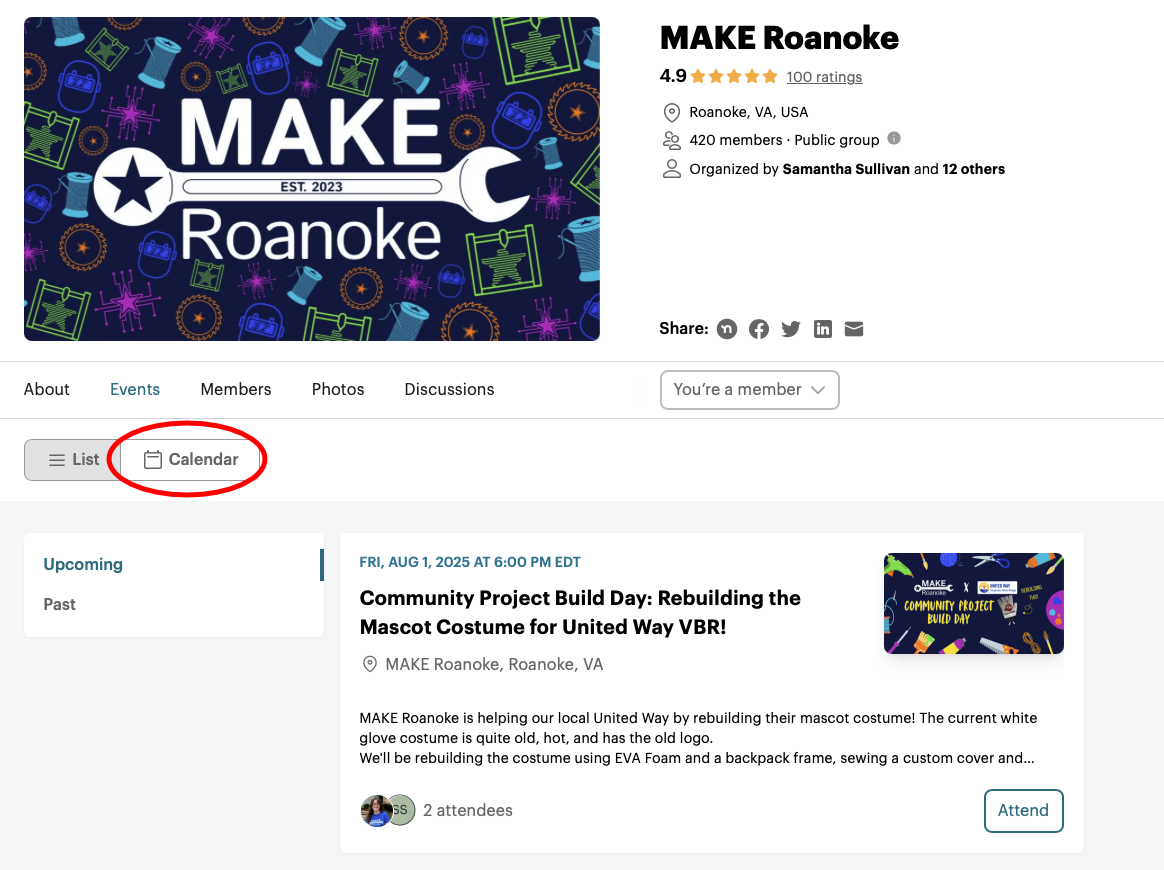 MAKE
EST. 2023
Roanoke
MAKE Roanoke
4.9 100 ratings
Roanoke, VA, USA
420 members · Public group
Organized by Samantha Sullivan and 12 others
Share:
About Events Members Photos Discussions You’re a member
List Calendar
Upcoming
Past
FRI, AUG 1, 2025 AT 6:00 PM EDT
Community Project Build Day: Rebuilding the
Mascot Costume for United Way VBR!
MAKE Roanoke, Roanoke, VA
MAKE
Roanoke
X
UNITED WAY
COMMUNITY PROJECT
BUILD DAY
MAKE Roanoke is helping our local United Way by rebuilding their mascot costume! The current white
glove costume is quite old, hot, and has the old logo.
We'll be rebuilding the costume using EVA Foam and a backpack frame, sewing a custom cover and...
SS
2 attendees
Attend